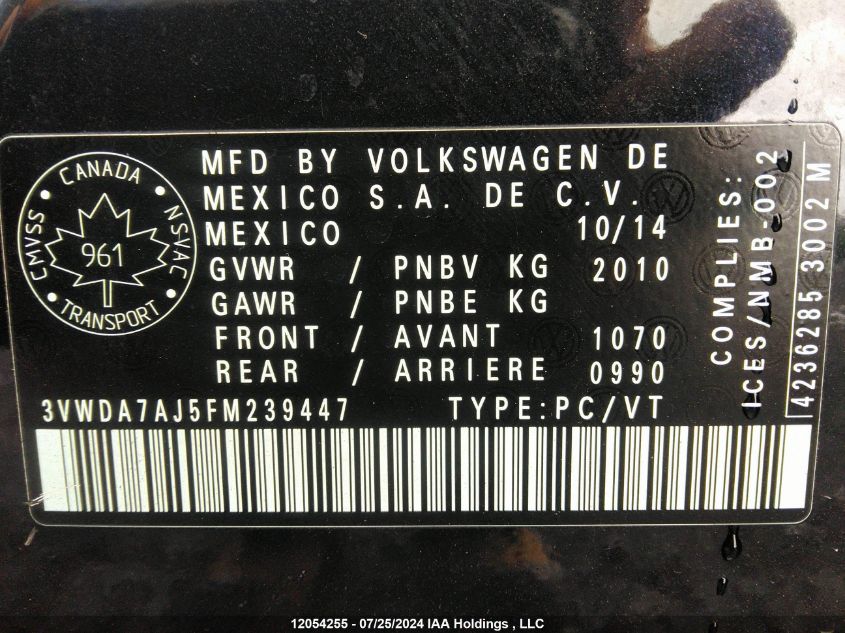 CANADA
CMVSS
NSVAC
961
TRANSPORT
MFD BY VOLKSWAGEN DE
MEXICO S.A. DE C.V.
MEXICO 10/14
GVWR / PNBV KG 2010
GAWR / PNBE KG
FRONT / AVANT 1070
REAR / ARRIERE 0990
3VWDA7AJ5FM239447 TYPE:PC/VT
COMPLIES:
ICES/NMB-002
4236285 3002 M
12054255 - 07/25/2024 IAA Holdings , LLC